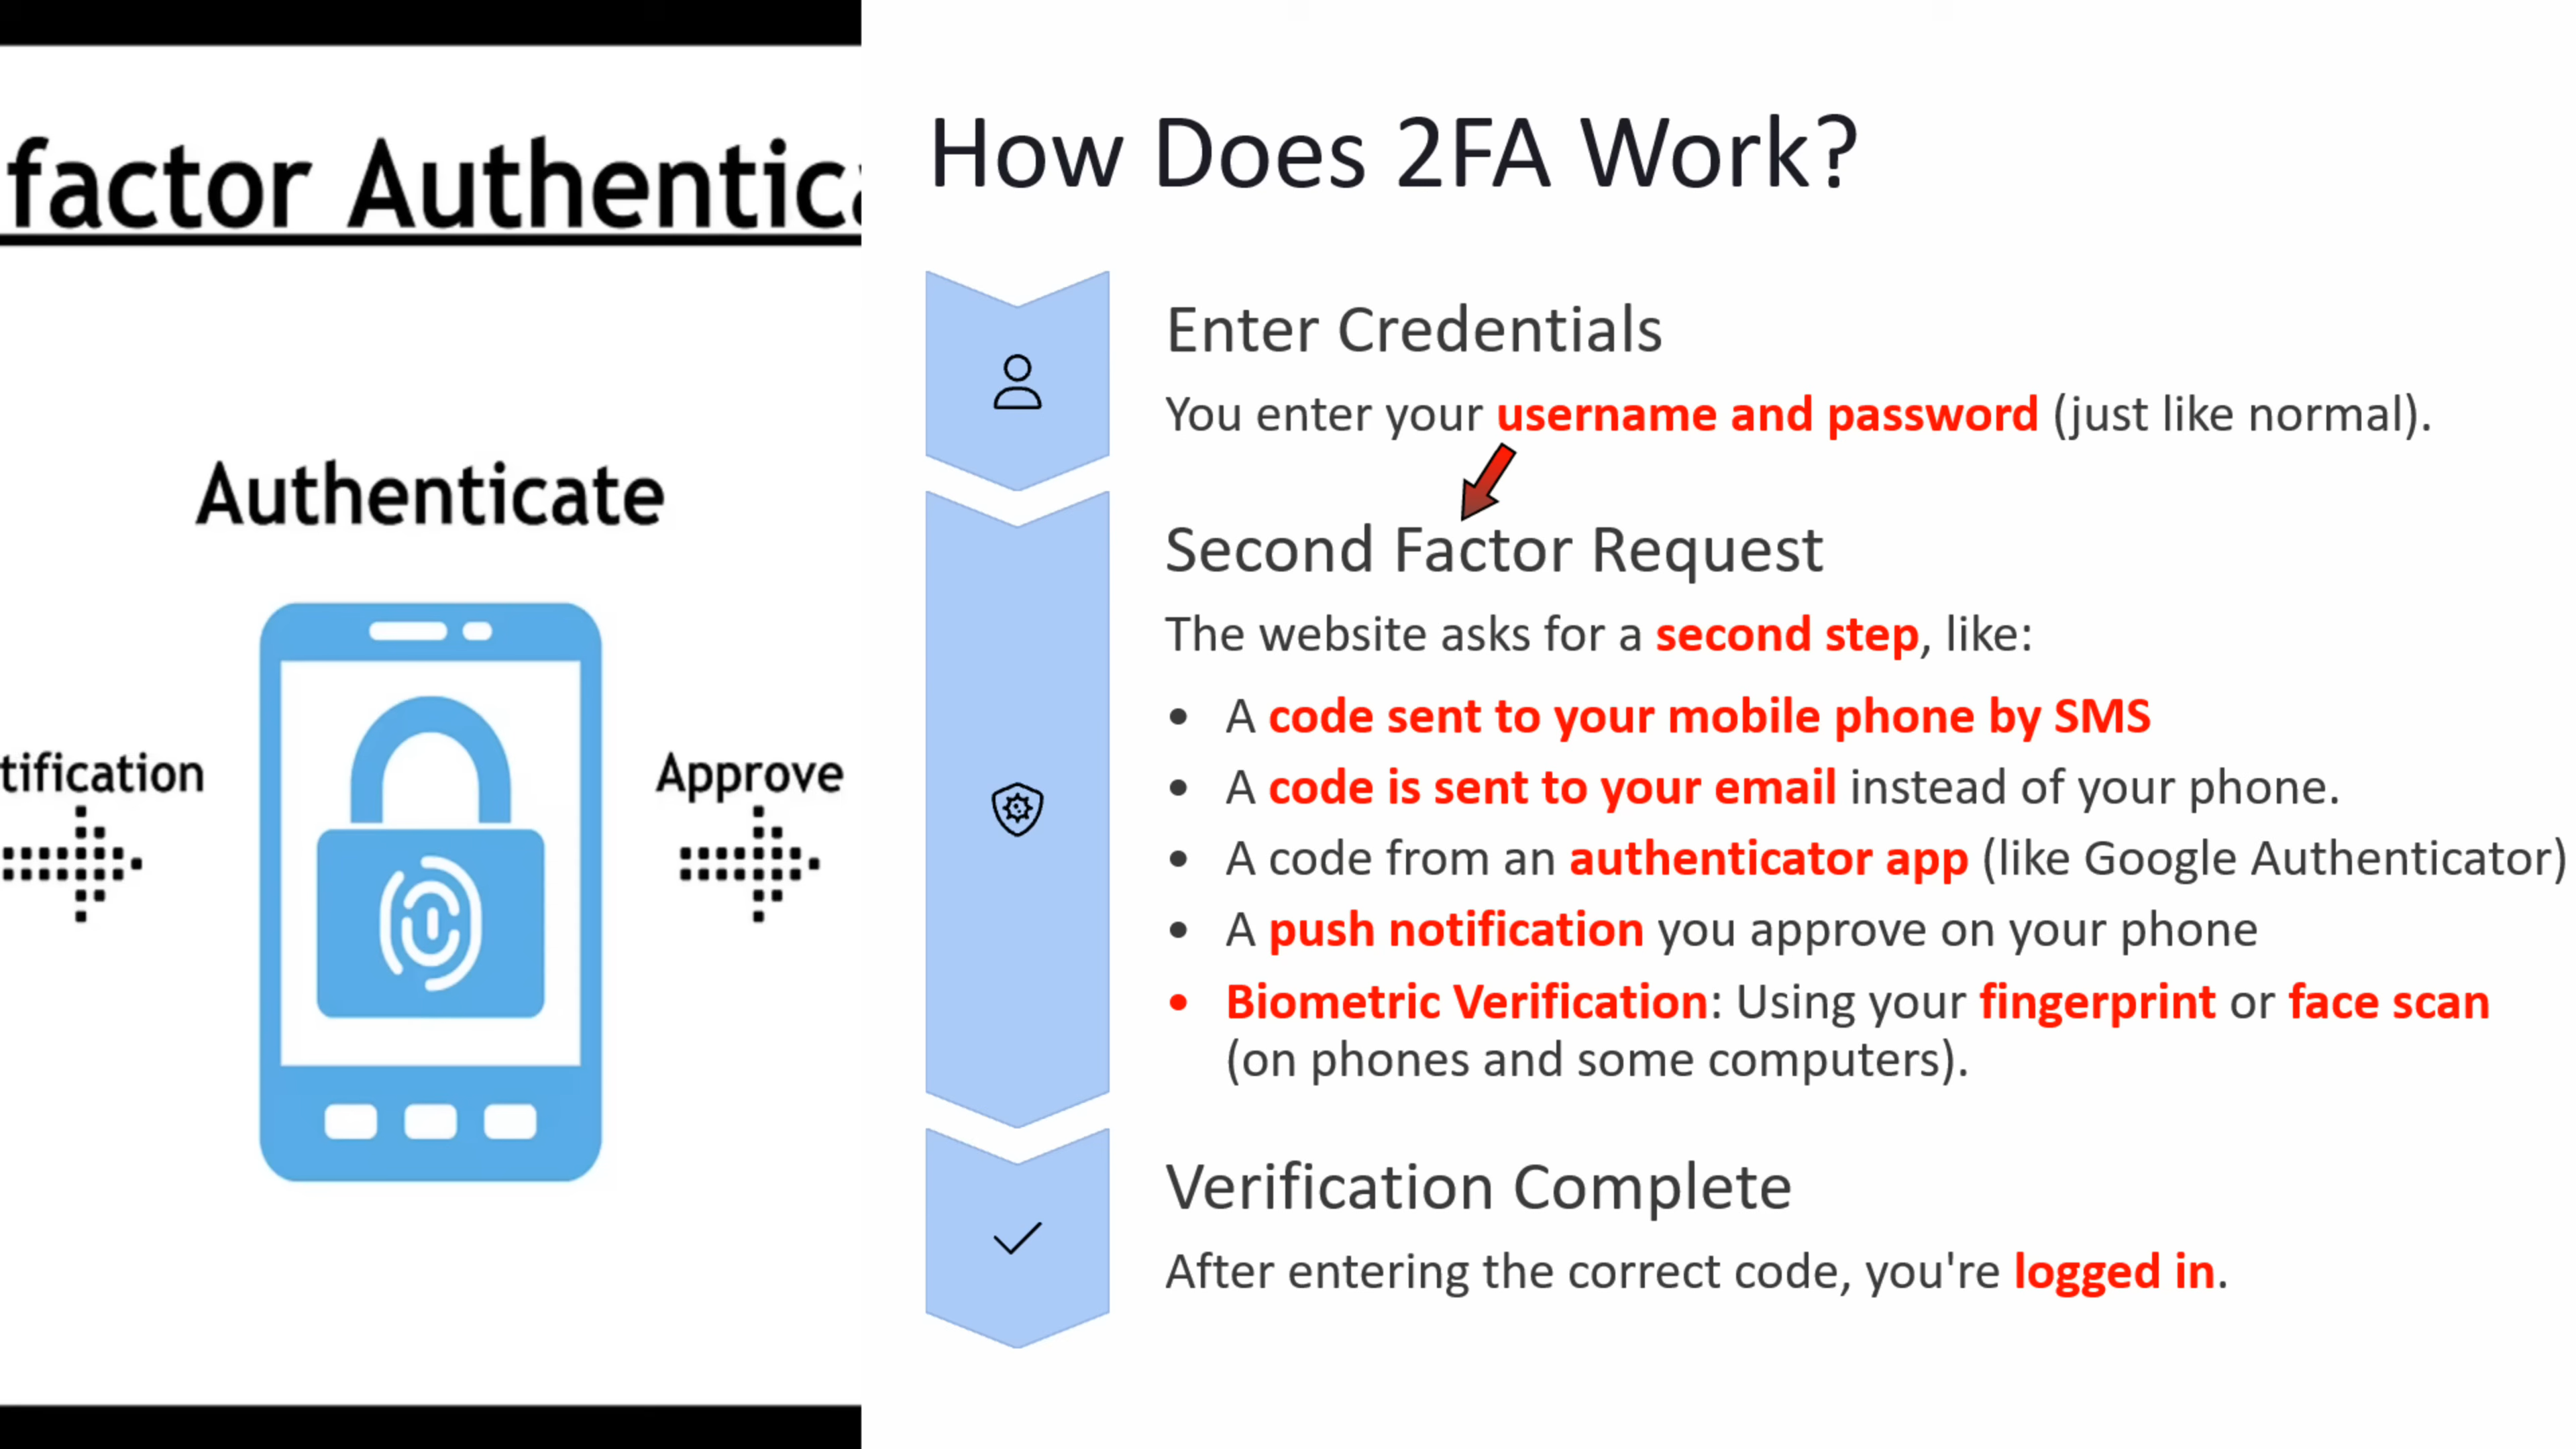 factor Authentic
Authenticate
tification
Approve
How Does 2FA Work?
Enter Credentials
You enter your username and password (just like normal).
Second Factor Request
The website asks for a second step, like:
• A code sent to your mobile phone by SMS
• A code is sent to your email instead of your phone.
• A code from an authenticator app (like Google Authenticator)
• A push notification you approve on your phone
• Biometric Verification: Using your fingerprint or face scan
(on phones and some computers).
Verification Complete
After entering the correct code, you're logged in.